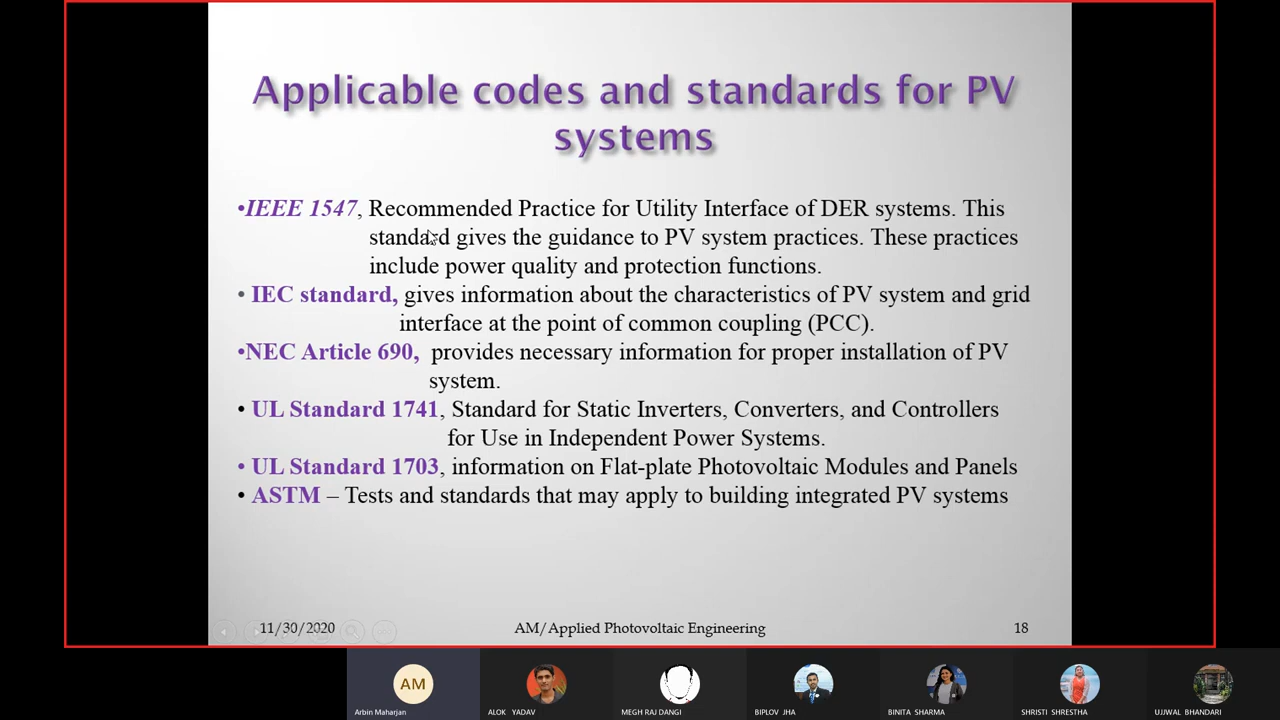 Applicable codes and standards for PV
systems
•IEEE 1547, Recommended Practice for Utility Interface of DER systems. This
standard gives the guidance to PV system practices. These practices
include power quality and protection functions.
• IEC standard, gives information about the characteristics of PV system and grid
interface at the point of common coupling (PCC).
•NEC Article 690, provides necessary information for proper installation of PV
system.
• UL Standard 1741, Standard for Static Inverters, Converters, and Controllers
for Use in Independent Power Systems.
• UL Standard 1703, information on Flat-plate Photovoltaic Modules and Panels
• ASTM – Tests and standards that may apply to building integrated PV systems
11/30/2020 AM/Applied Photovoltaic Engineering 18
AM
Arbin Maharjan ALOK YADAV MEGH RAJ DANGI BIPLOV JHA BINITA SHARMA SHRISTI SHRESTHA UJJWAL BHANDARI